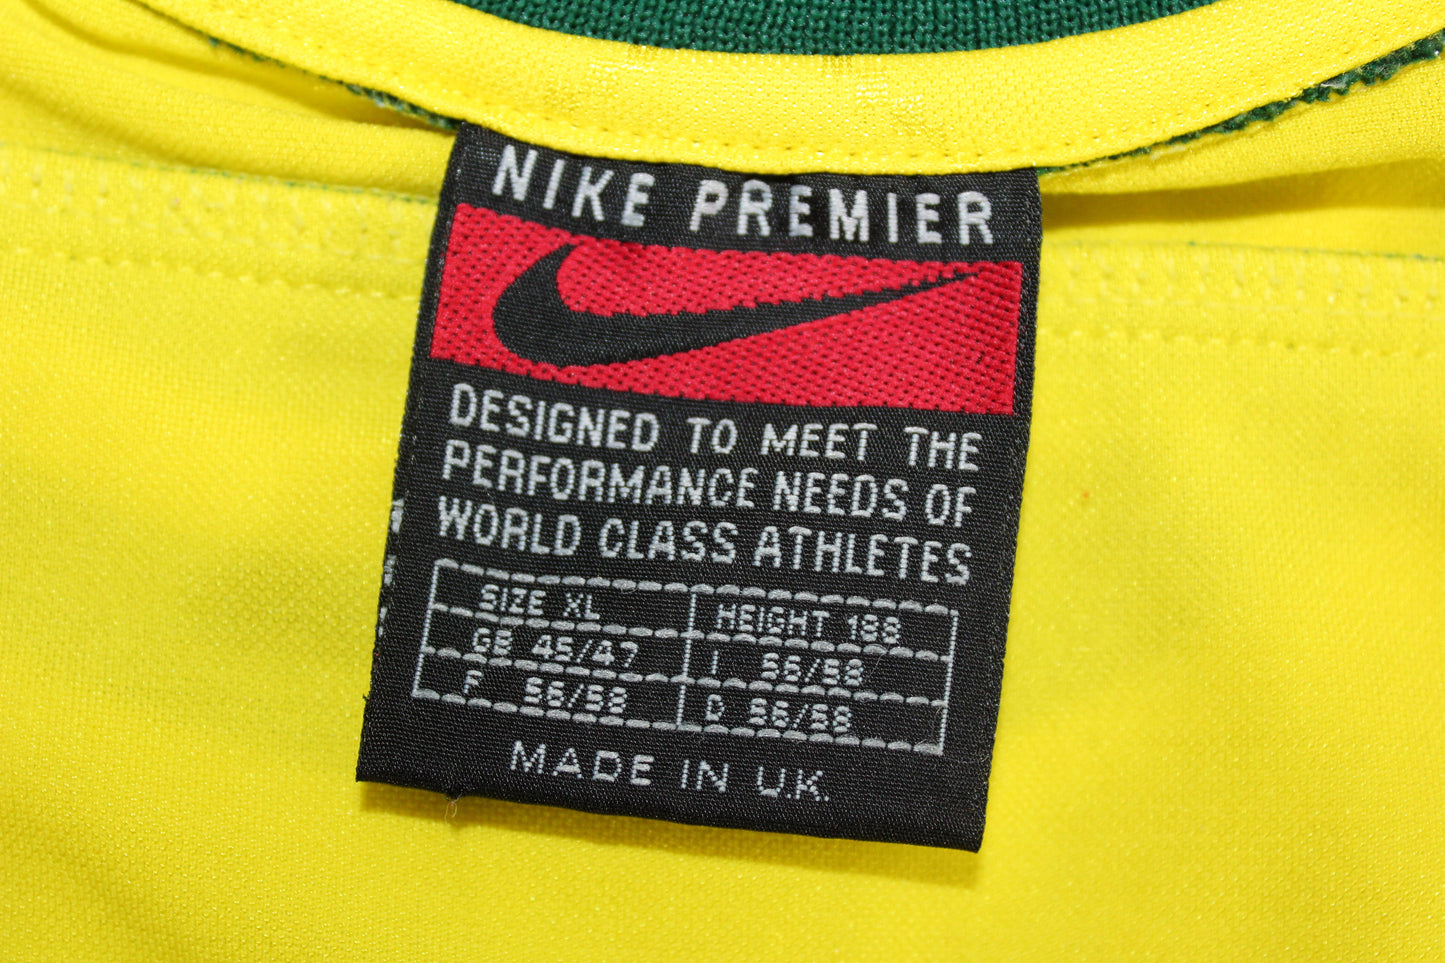 NIKE PREMIER
DESIGNED TO MEET THE
PERFORMANCE NEEDS OF
WORLD CLASS ATHLETES
SIZE XL HEIGHT 188
GB 45/47 I 56/58
F 56/58 D 56/58
MADE IN U.K.